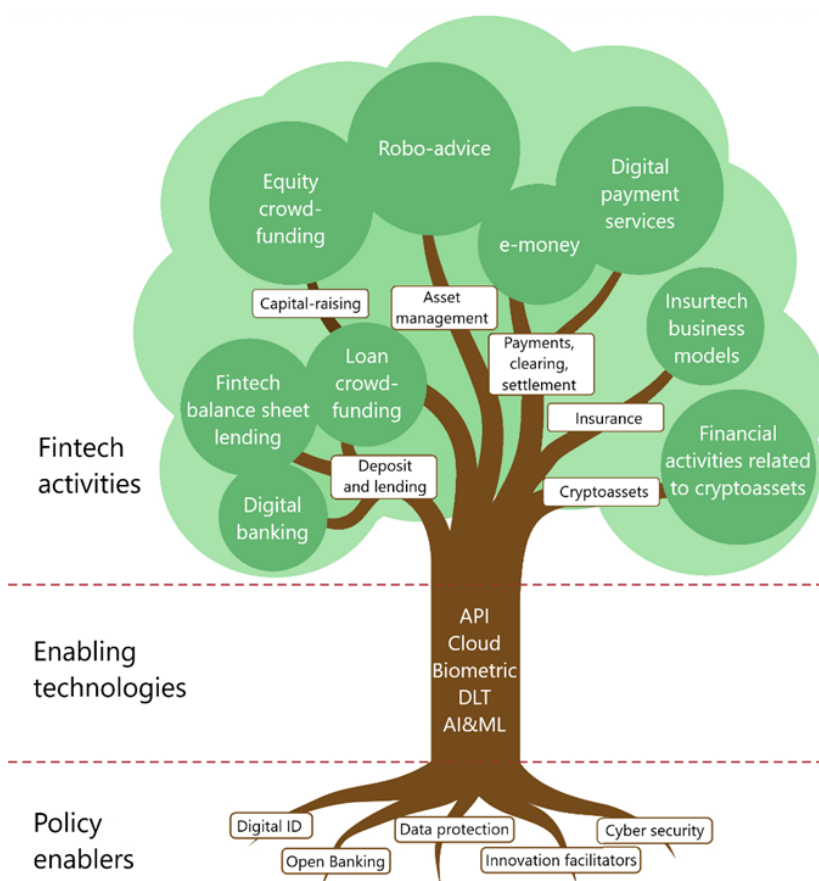 Robo-advice
Equity
crowd-
funding
Digital
payment
services
e-money
Capital-raising
Asset
management
Insurtech
business
models
Payments,
clearing,
settlement
Loan
crowd-
funding
Fintech
balance sheet
lending
Insurance
Financial
activities related
to cryptoassets
Fintech
activities
Deposit
and lending
Cryptoassets
Digital
banking
Enabling
technologies
API
Cloud
Biometric
DLT
AI&ML
Policy
enablers
Digital ID
Data protection
Cyber security
Open Banking
Innovation facilitators